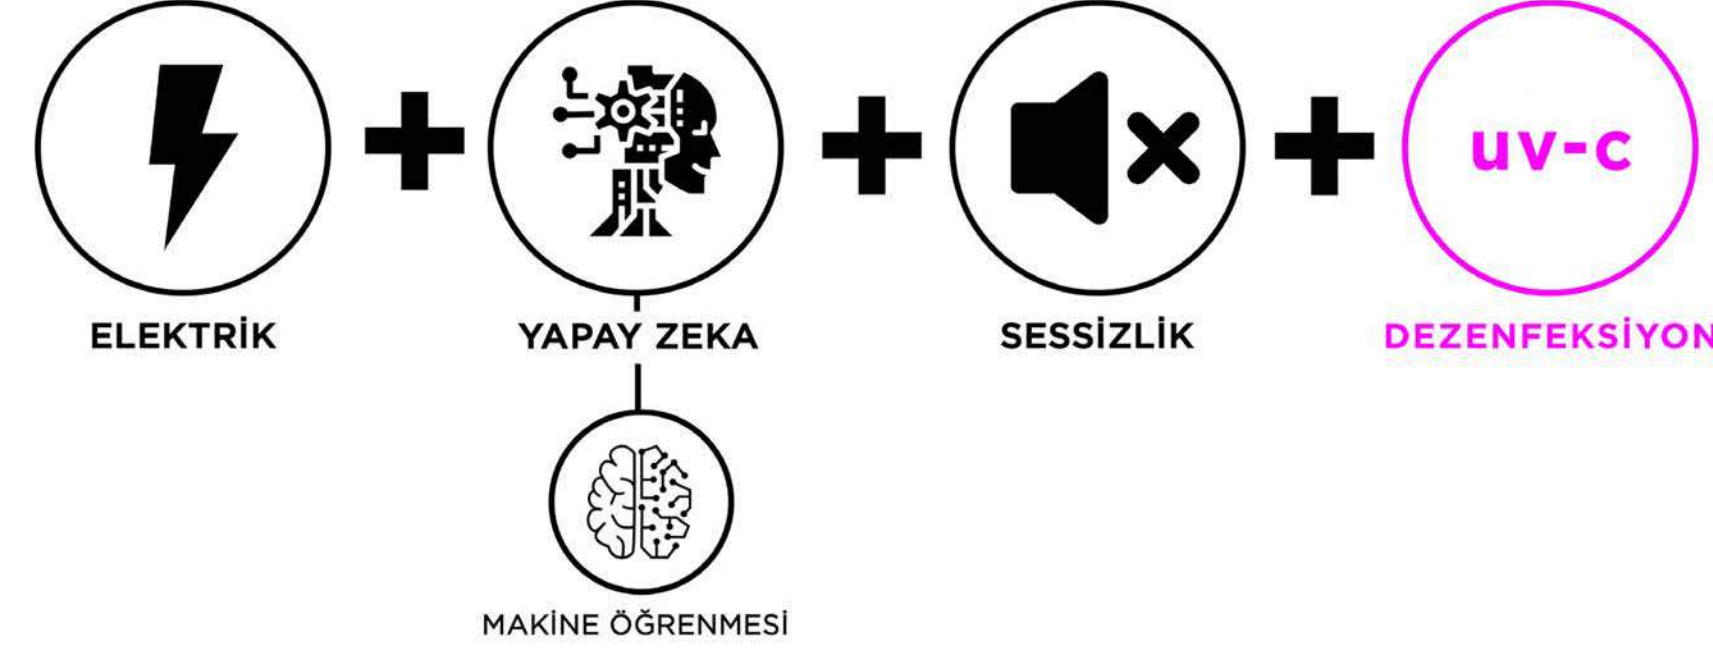 uv-c
ELEKTRİK
YAPAY ZEKA
SESSİZLİK
DEZENFEKSİYON
MAKİNE ÖĞRENMESİ